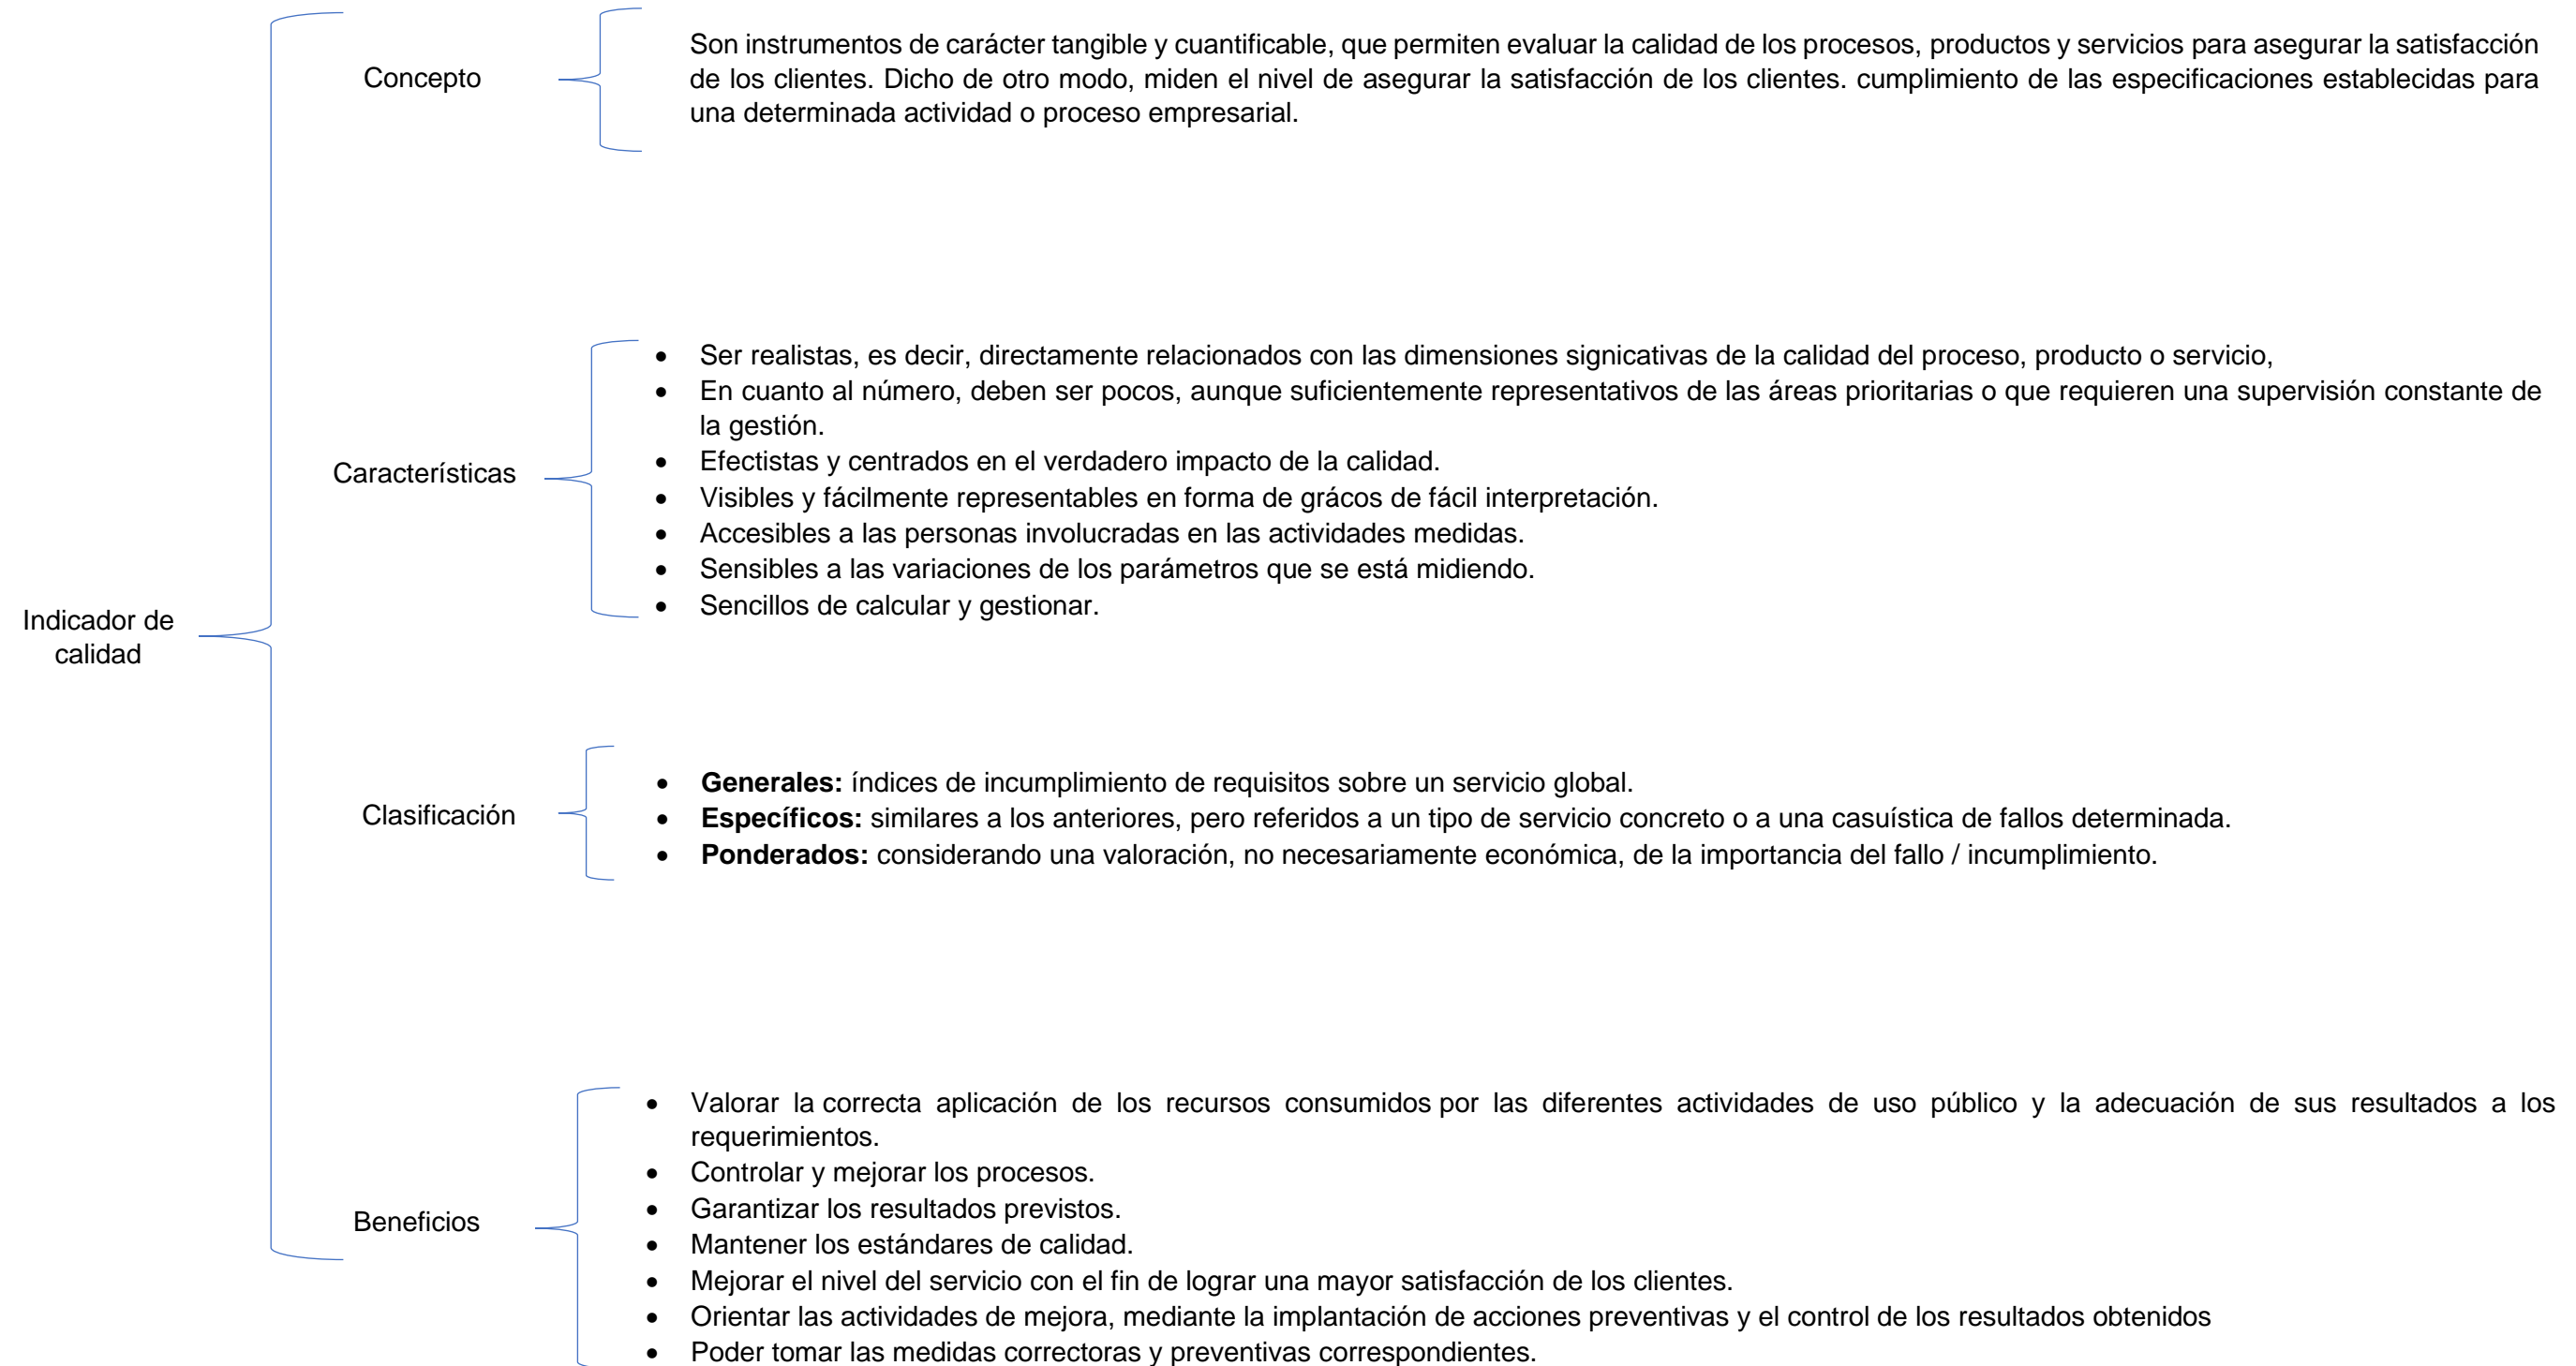 Indicador de
calidad
Concepto
Son instrumentos de carácter tangible y cuantificable, que permiten evaluar la calidad de los procesos, productos y servicios para asegurar la satisfacción
de los clientes. Dicho de otro modo, miden el nivel de asegurar la satisfacción de los clientes. cumplimiento de las especificaciones establecidas para
una determinada actividad o proceso empresarial.
Características
• Ser realistas, es decir, directamente relacionados con las dimensiones signicativas de la calidad del proceso, producto o servicio,
• En cuanto al número, deben ser pocos, aunque suficientemente representativos de las áreas prioritarias o que requieren una supervisión constante de
la gestión.
• Efectistas y centrados en el verdadero impacto de la calidad.
• Visibles y fácilmente representables en forma de grácos de fácil interpretación.
• Accesibles a las personas involucradas en las actividades medidas.
• Sensibles a las variaciones de los parámetros que se está midiendo.
• Sencillos de calcular y gestionar.
Clasificación
• Generales: índices de incumplimiento de requisitos sobre un servicio global.
• Específicos: similares a los anteriores, pero referidos a un tipo de servicio concreto o a una casuística de fallos determinada.
• Ponderados: considerando una valoración, no necesariamente económica, de la importancia del fallo / incumplimiento.
Beneficios
• Valorar la correcta aplicación de los recursos consumidos por las diferentes actividades de uso público y la adecuación de sus resultados a los
requerimientos.
• Controlar y mejorar los procesos.
• Garantizar los resultados previstos.
• Mantener los estándares de calidad.
• Mejorar el nivel del servicio con el fin de lograr una mayor satisfacción de los clientes.
• Orientar las actividades de mejora, mediante la implantación de acciones preventivas y el control de los resultados obtenidos
• Poder tomar las medidas correctoras y preventivas correspondientes.